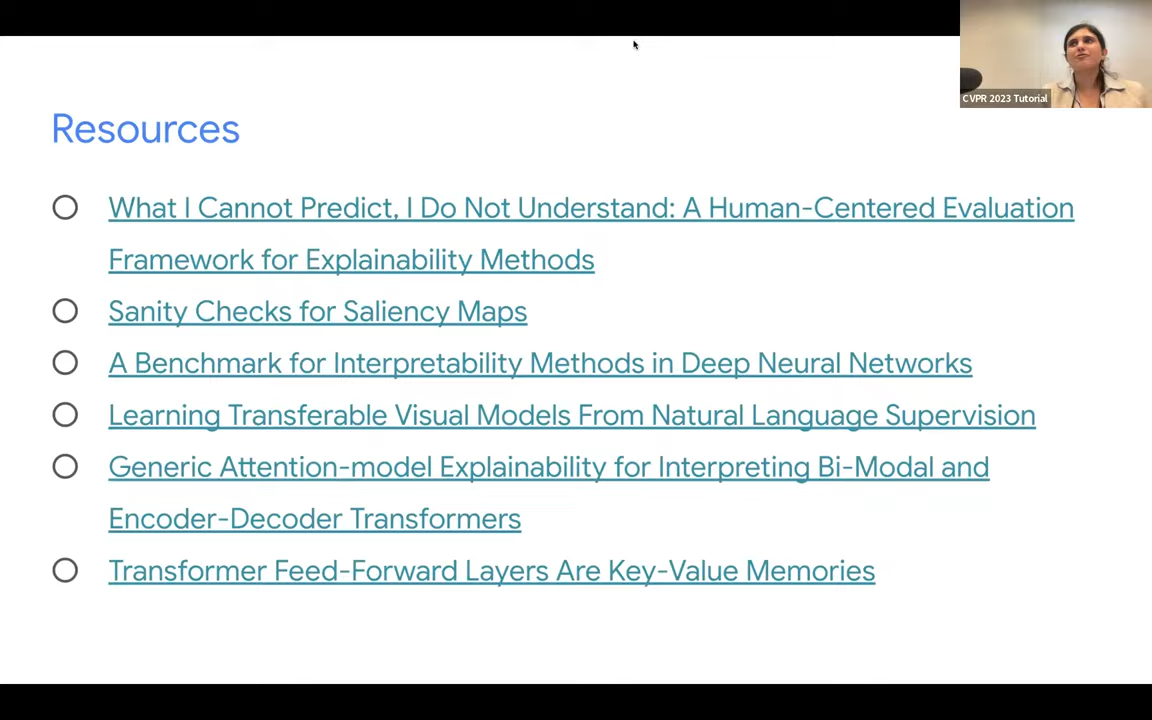 CVPR 2023 Tutorial
Resources
What I Cannot Predict, I Do Not Understand: A Human-Centered Evaluation
Framework for Explainability Methods
Sanity Checks for Saliency Maps
A Benchmark for Interpretability Methods in Deep Neural Networks
Learning Transferable Visual Models From Natural Language Supervision
Generic Attention-model Explainability for Interpreting Bi-Modal and
Encoder-Decoder Transformers
Transformer Feed-Forward Layers Are Key-Value Memories